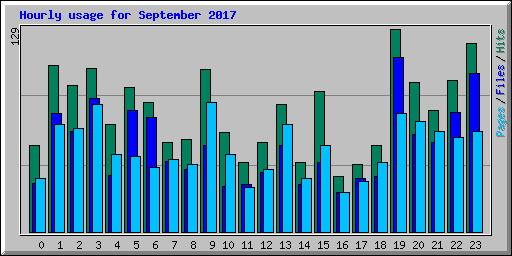 Hourly usage for September 2017
129
Pages / Files / Hits
0 1 2 3 4 5 6 7 8 9 10 11 12 13 14 15 16 17 18 19 20 21 22 23